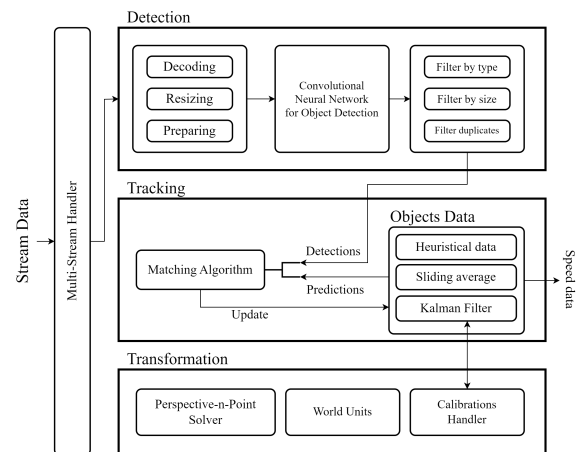 Detection
Decoding
Resizing
Preparing
Convolutional
Neural Network
for Object Detection
Filter by type
Filter by size
Filter duplicates
Stream Data
Multi-Stream Handler
Tracking
Objects Data
Matching Algorithm
Detections
Predictions
Update
Heuristical data
Sliding average
Kalman Filter
Speed data
Transformation
Perspective-n-Point
Solver
World Units
Calibrations
Handler